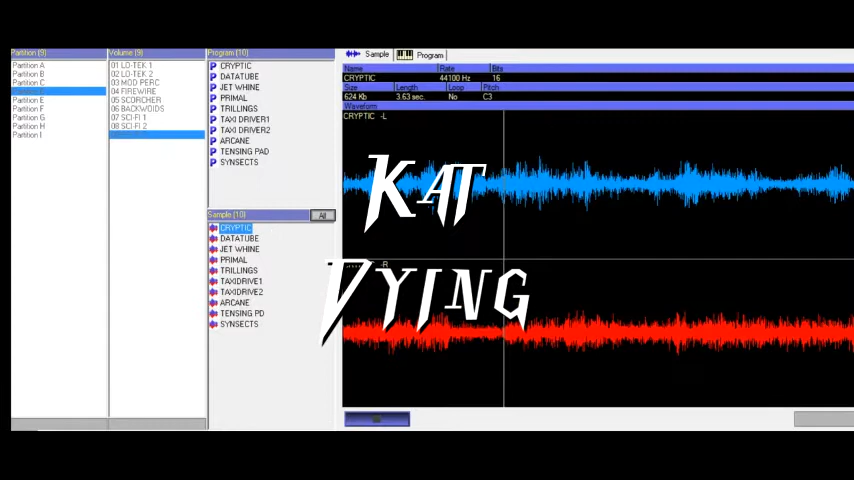 Partition (9)
Partition A
Partition B
Partition C
Partition E
Partition F
Partition G
Partition H
Partition I
Volume (9)
01 LO-TEK 1
02 LO-TEK 2
03 MOD PERC
04 FIREWIRE
05 SCORCHER
06 BACKWOIDS
07 SCI-FI 1
08 SCI-FI 2
Program (10)
CRYPTIC
DATATUBE
JET WHINE
PRIMAL
TRILLINGS
TAXI DRIVER1
TAXI DRIVER2
ARCANE
TENSING PAD
SYNSECTS
Sample (10) All
CRYPTIC
DATATUBE
JET WHINE
PRIMAL
TRILLINGS
TAXIDRIVE1
TAXIDRIVE2
ARCANE
TENSING PD
SYNSECTS
Sample Program
Name Rate Bits
CRYPTIC 44100 Hz 16
Size Length Loop Pitch
624 Kb 3.63 sec. No C3
Waveform
CRYPTIC -L
-R
KAT
DYING